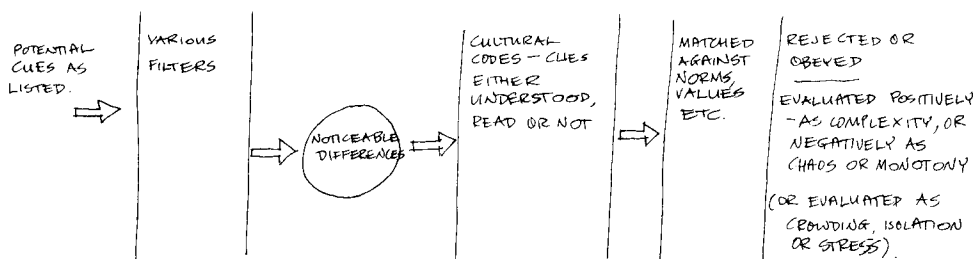 POTENTIAL
CUES AS
LISTED.
VARIOUS
FILTERS
NOTICEABLE
DIFFERENCES
CULTURAL
CODES - CUES
EITHER
UNDERSTOOD,
READ OR NOT
MATCHED
AGAINST
NORMS,
VALUES
ETC.
REJECTED OR
OBEYED
EVALUATED POSITIVELY
- AS COMPLEXITY, OR
NEGATIVELY AS
CHAOS OR MONOTONY
(OR EVALUATED AS
CROWDING, ISOLATION
OR STRESS).